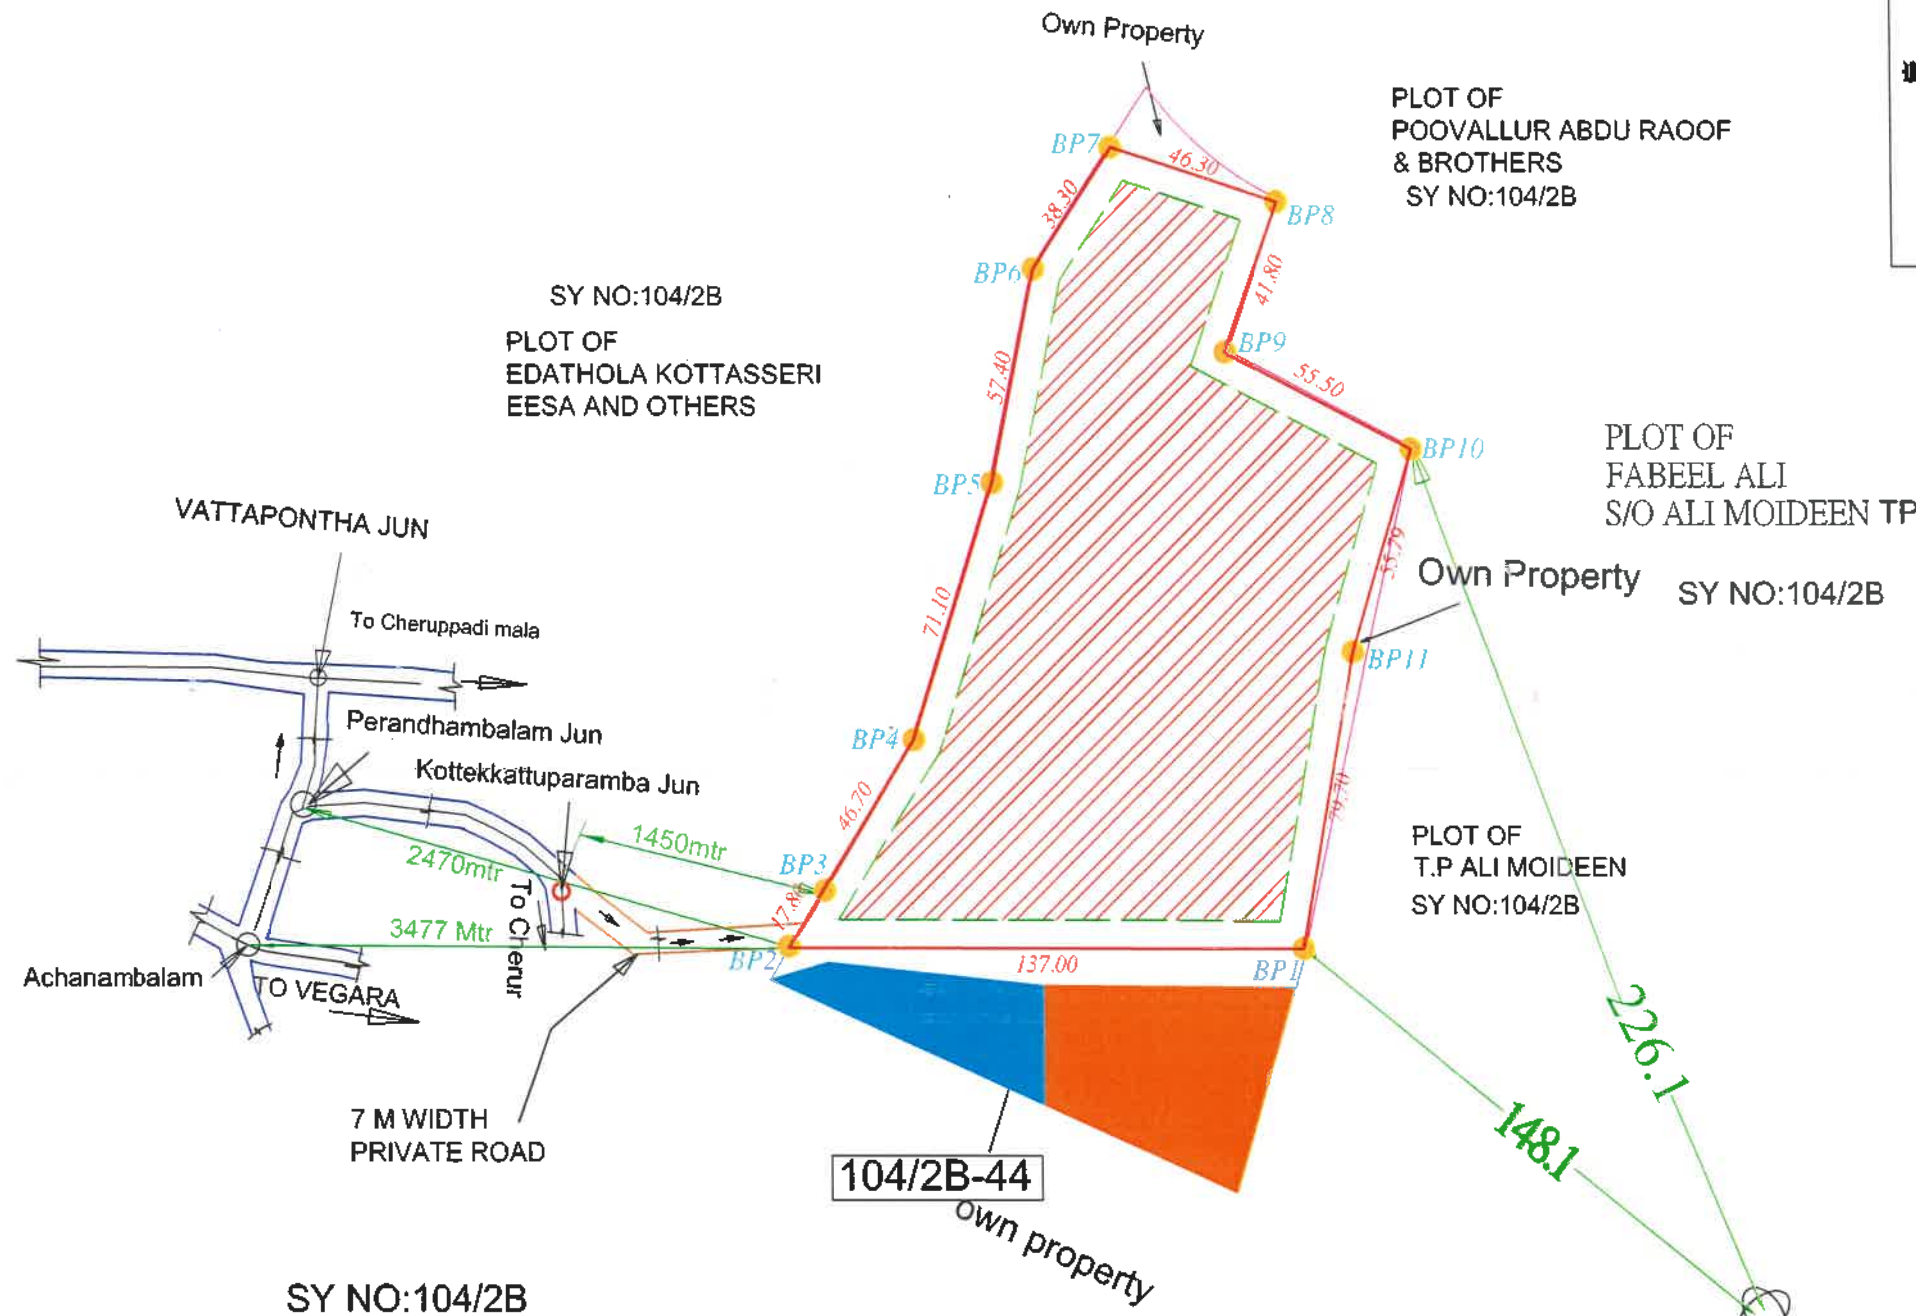 Own Property
PLOT OF
POOVALLUR ABDU RAOOF
& BROTHERS
SY NO:104/2B
BP7
46.30
BP8
38.30
BP6
41.80
SY NO:104/2B
PLOT OF
EDATHOLA KOTTASSERI
EESA AND OTHERS
BP9
55.50
57.40
BP10
PLOT OF
FABEEL ALI
S/O ALI MOIDEEN TP
BP5
VATTAPONTHA JUN
55.79
Own Property
SY NO:104/2B
71.10
To Cheruppadi mala
BP11
Perandhambalam Jun
BP4
Kottekkattuparamba Jun
46.70
79.70
1450mtr
2470mtr
BP3
PLOT OF
T.P ALI MOIDEEN
SY NO:104/2B
To Cherur
3477 Mtr
BP2
137.00
BP1
Achanambalam
TO VEGARA
226.1
7 M WIDTH
PRIVATE ROAD
148.1
104/2B-44
own property
SY NO:104/2B